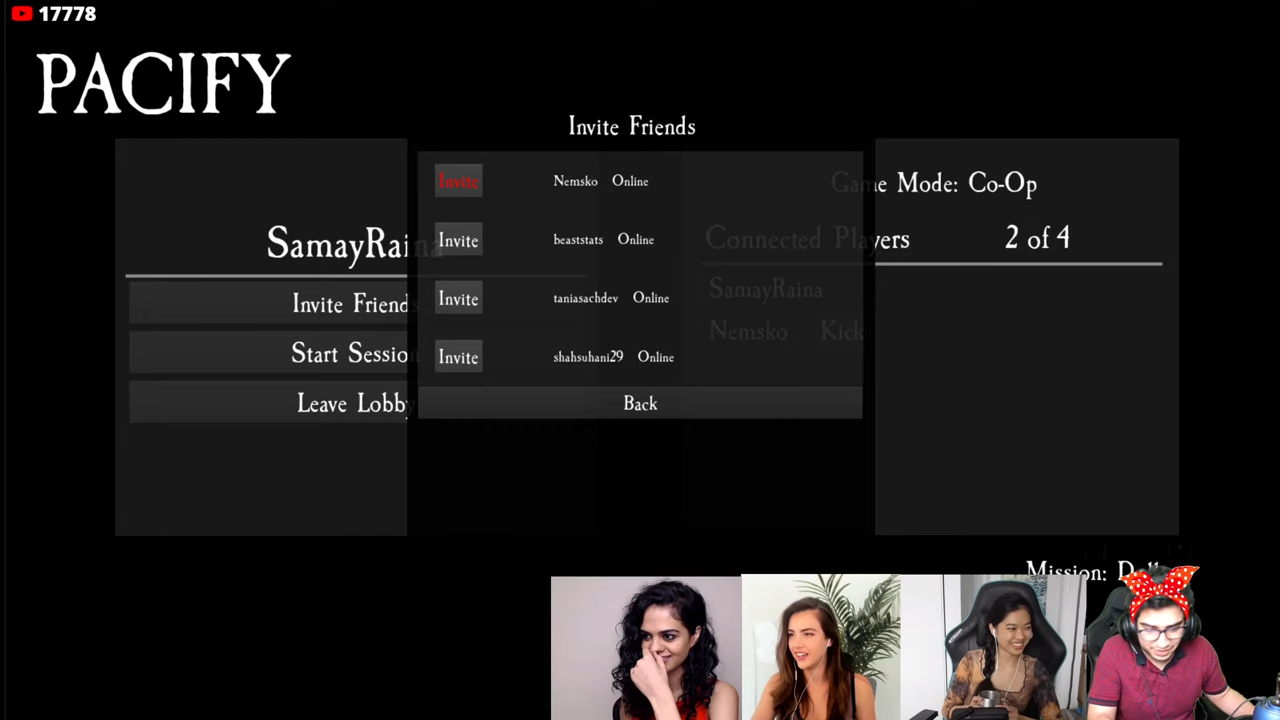 17778
PACIFY
Invite Friends
Invite Nemsko Online
Invite beaststats Online
Invite taniasachdev Online
Invite shahsuhani29 Online
Back
SamayRaina
Invite Friends
Start Session
Leave Lobby
Game Mode: Co-Op
Connected Players 2 of 4
SamayRaina
Nemsko Kick
Mission: